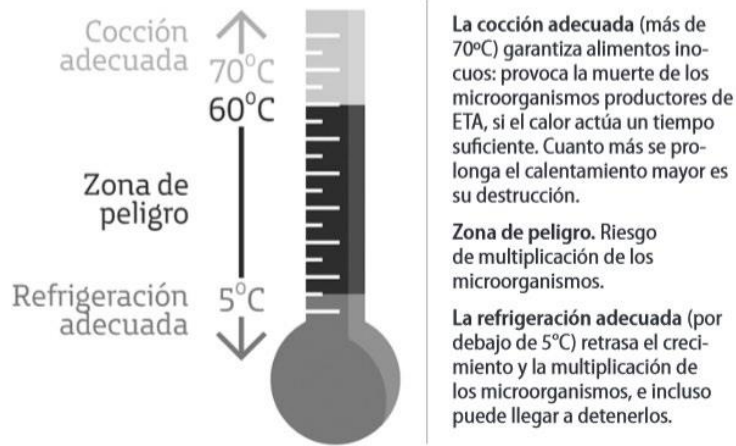 Cocción
adecuada
70°C
60°C
Zona de
peligro
Refrigeración
adecuada
5°C
La cocción adecuada (más de
70ºC) garantiza alimentos ino-
cuos: provoca la muerte de los
microorganismos productores de
ETA, si el calor actúa un tiempo
suficiente. Cuanto más se pro-
longa el calentamiento mayor es
su destrucción.
Zona de peligro. Riesgo
de multiplicación de los
microorganismos.
La refrigeración adecuada (por
debajo de 5°C) retrasa el creci-
miento y la multiplicación de
los microorganismos, e incluso
puede llegar a detenerlos.